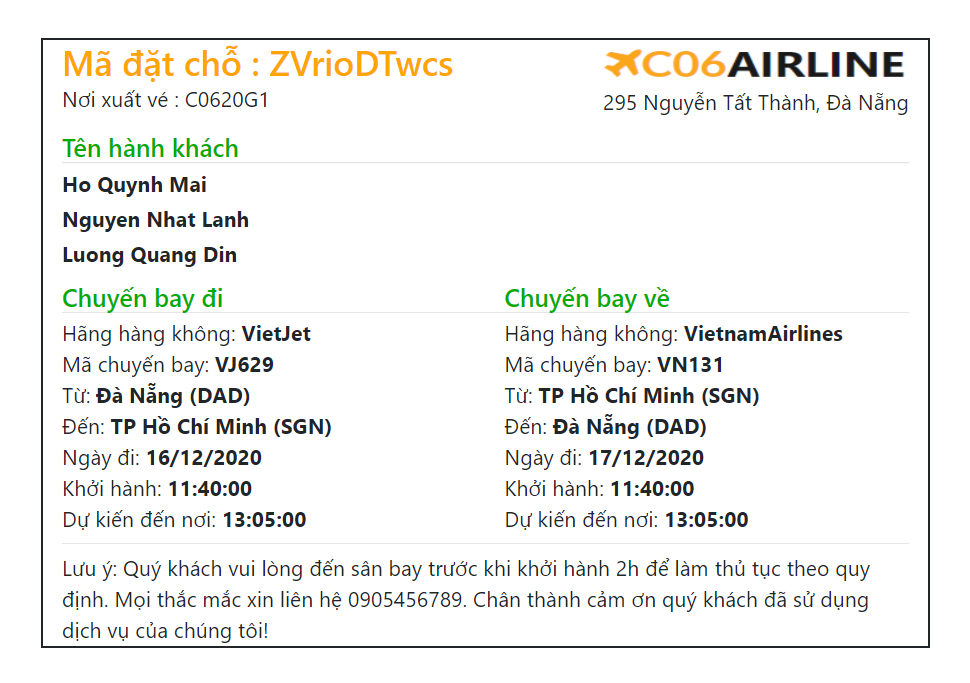 Mã đặt chỗ : ZVrioDTwcs
C06AIRLINE
Nơi xuất vé : C0620G1
295 Nguyễn Tất Thành, Đà Nẵng
Tên hành khách
Ho Quynh Mai
Nguyen Nhat Lanh
Luong Quang Din
Chuyến bay đi
Hãng hàng không: VietJet
Mã chuyến bay: VJ629
Từ: Đà Nẵng (DAD)
Đến: TP Hồ Chí Minh (SGN)
Ngày đi: 16/12/2020
Khởi hành: 11:40:00
Dự kiến đến nơi: 13:05:00
Chuyến bay về
Hãng hàng không: VietnamAirlines
Mã chuyến bay: VN131
Từ: TP Hồ Chí Minh (SGN)
Đến: Đà Nẵng (DAD)
Ngày đi: 17/12/2020
Khởi hành: 11:40:00
Dự kiến đến nơi: 13:05:00
Lưu ý: Quý khách vui lòng đến sân bay trước khi khởi hành 2h để làm thủ tục theo quy
định. Mọi thắc mắc xin liên hệ 0905456789. Chân thành cảm ơn quý khách đã sử dụng
dịch vụ của chúng tôi!